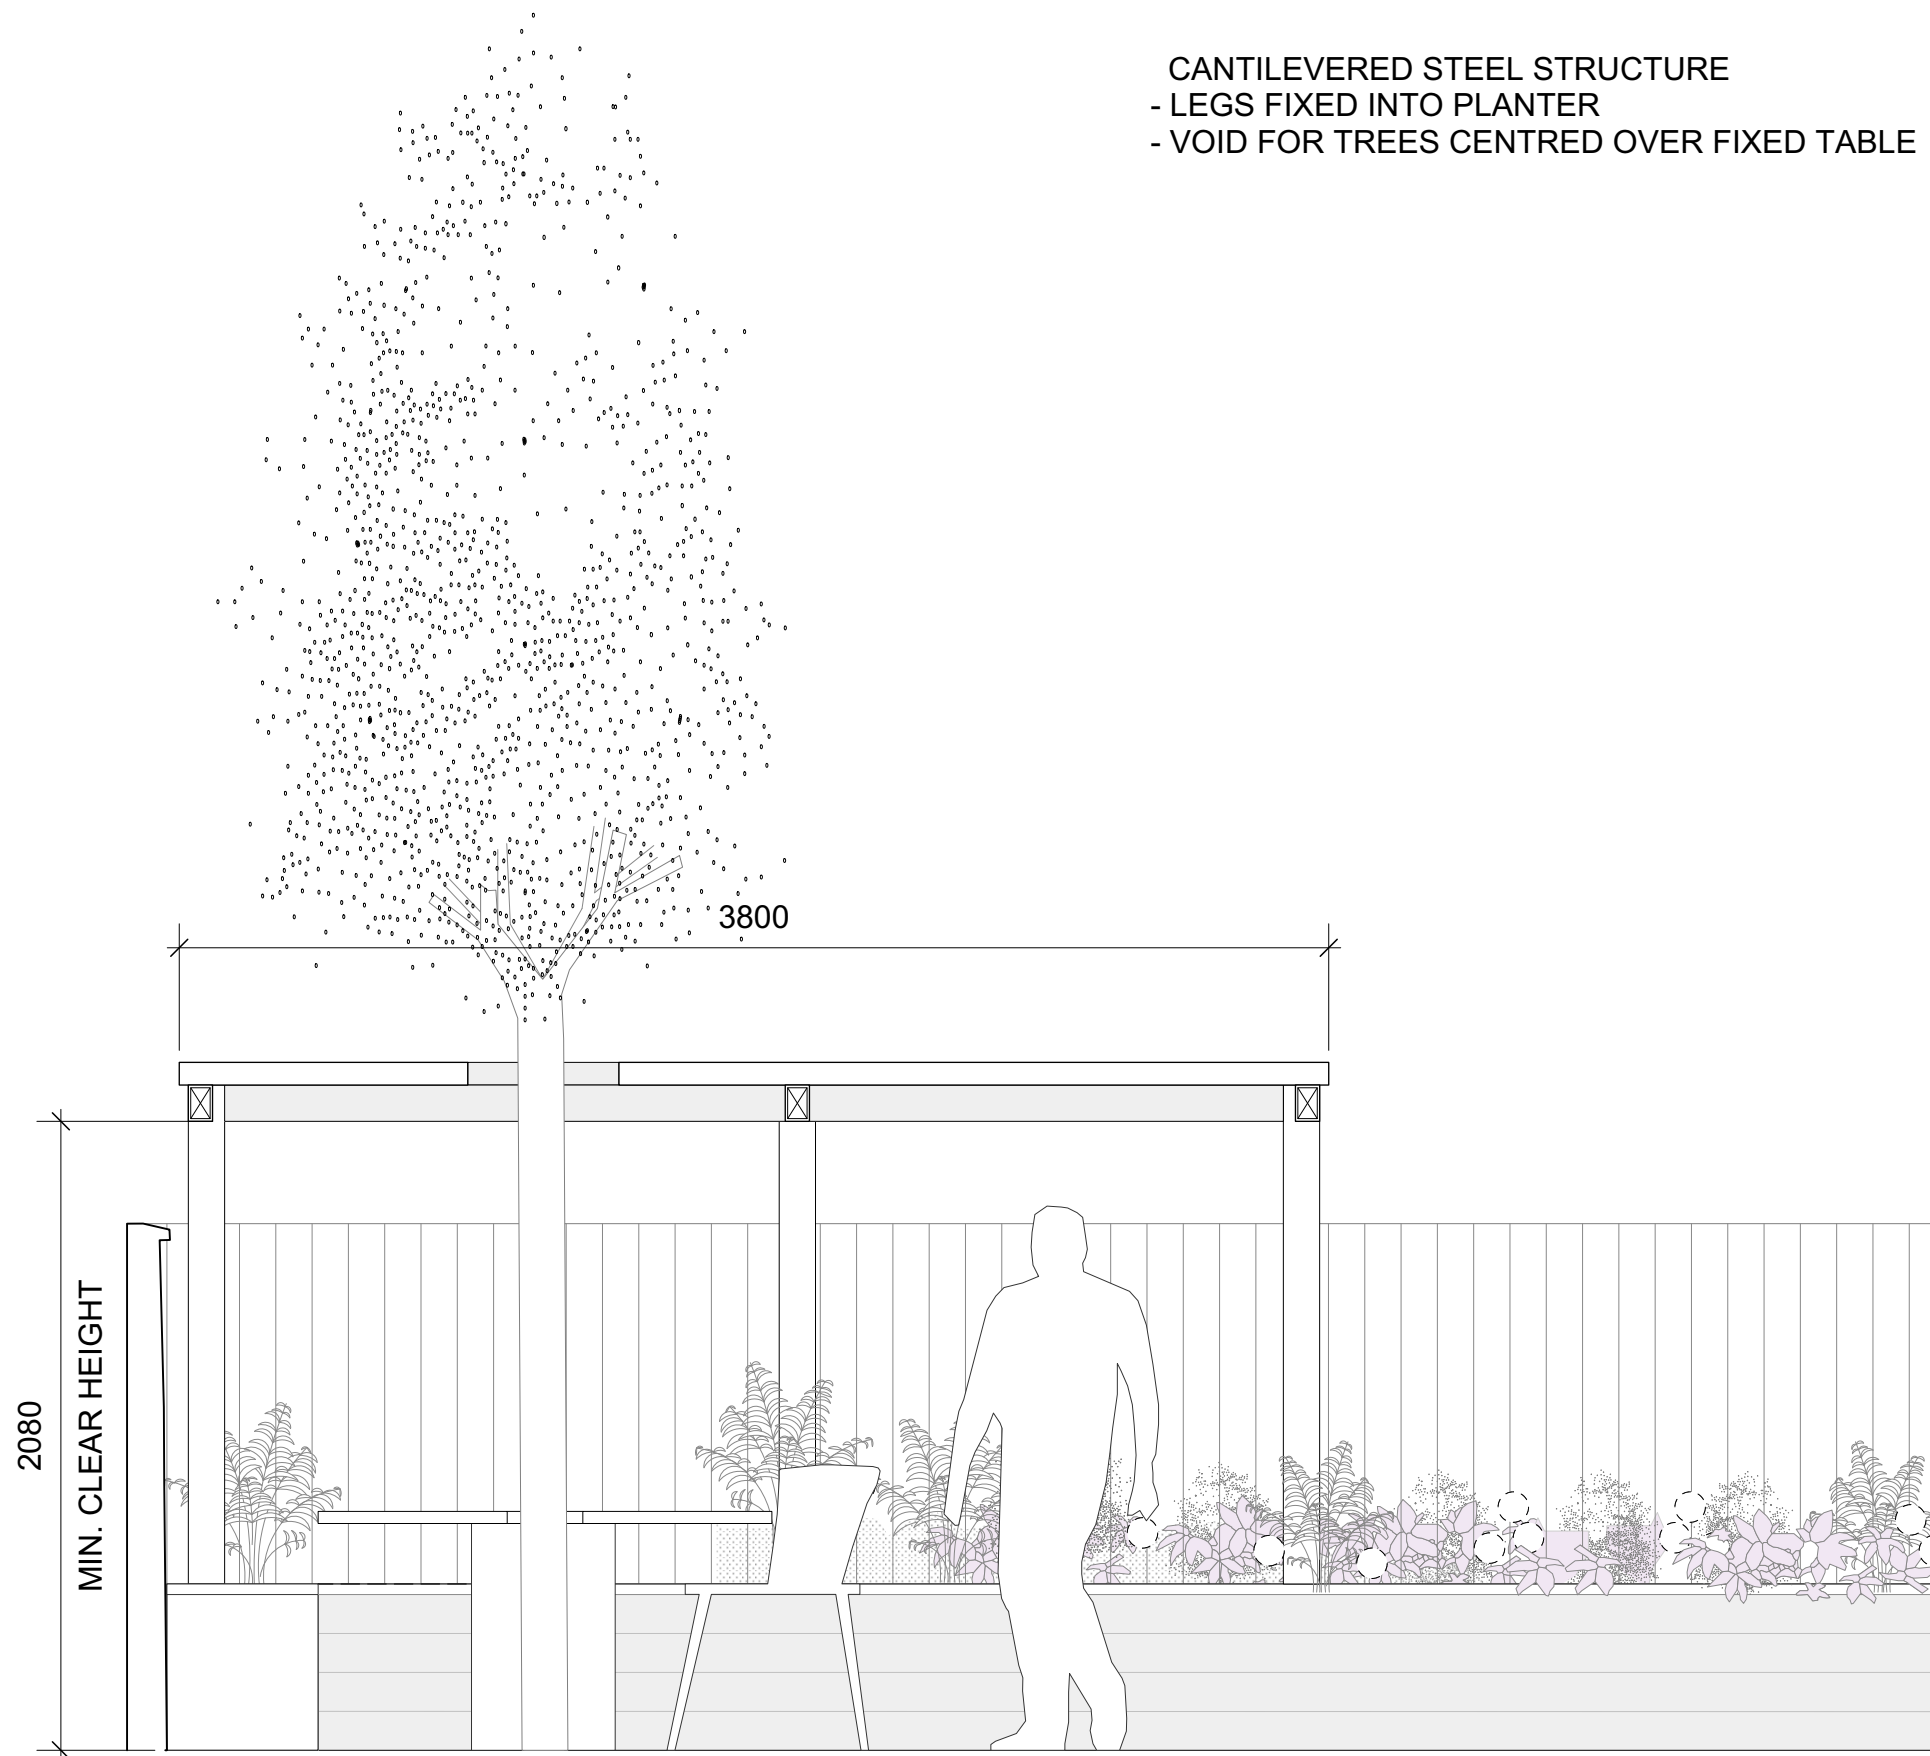 CANTILEVERED STEEL STRUCTURE
- LEGS FIXED INTO PLANTER
- VOID FOR TREES CENTRED OVER FIXED TABLE
3800
2080
MIN. CLEAR HEIGHT